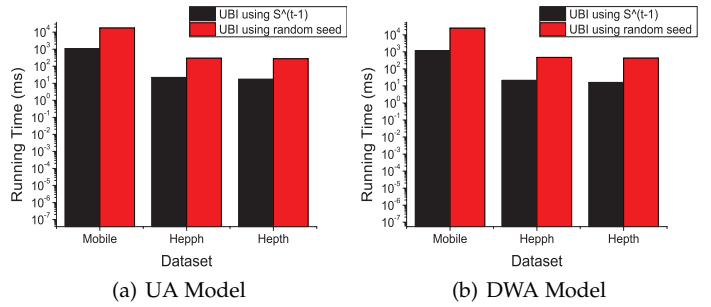 UBI using S^(t-1)
UBI using random seed
Running Time (ms)
10^4
10^3
10^2
10^1
10^0
10^-1
10^-2
10^-3
10^-4
10^-5
10^-6
10^-7
Mobile Hepph Hepth
Dataset
(a) UA Model
UBI using S^(t-1)
UBI using random seed
Running Time (ms)
10^4
10^3
10^2
10^1
10^0
10^-1
10^-2
10^-3
10^-4
10^-5
10^-6
10^-7
Mobile Hepph Hepth
Dataset
(b) DWA Model